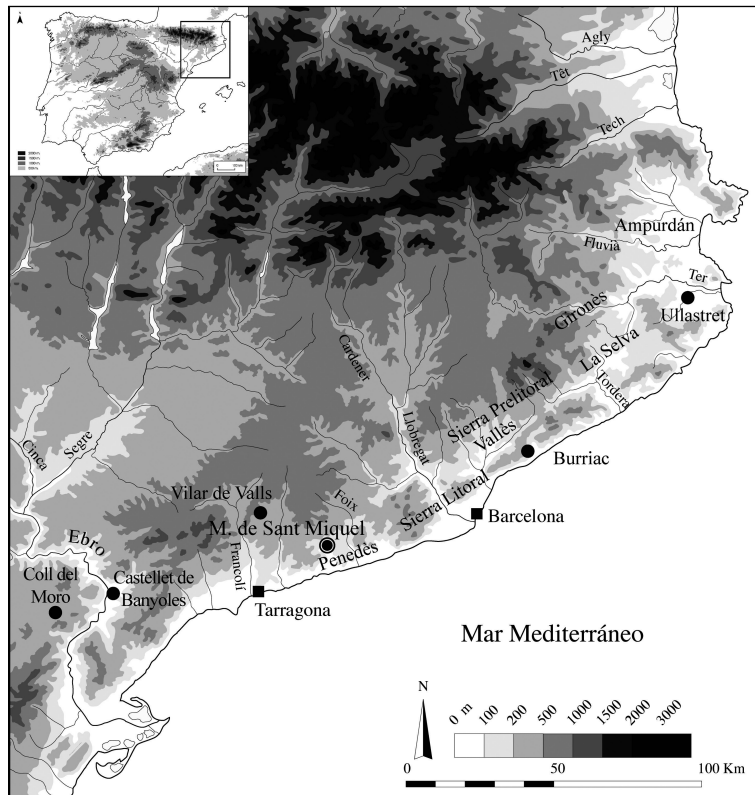 Agly
Têt
Tech
Ampurdán
Fluvià
Ter
Ullastret
Gironès
La Selva
Tordera
Cardener
Sierra Prelitoral
Vallès
Llobregat
Burriac
Cinca
Segre
Sierra Litoral
Barcelona
Vilar de Valls
Foix
M. de Sant Miquel
Penedès
Francolí
Ebro
Coll del
Moro
Castellet de
Banyoles
Tarragona
Mar Mediterráneo
N
0 m 100 200 500 1000 1500 2000 3000
0 50 100 Km